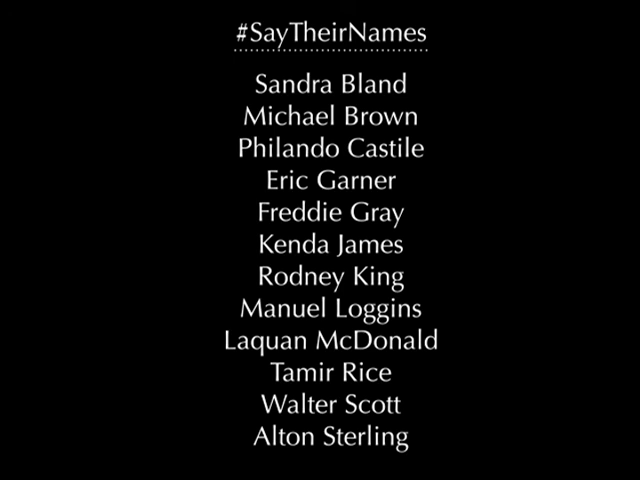 #SayTheirNames
Sandra Bland
Michael Brown
Philando Castile
Eric Garner
Freddie Gray
Kenda James
Rodney King
Manuel Loggins
Laquan McDonald
Tamir Rice
Walter Scott
Alton Sterling